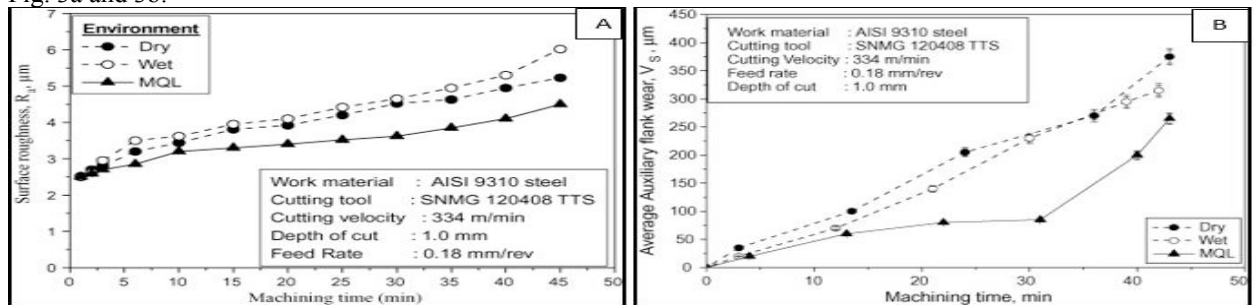 Fig. 5a and 5b.
A
Environment
Dry
Wet
MQL
Surface roughness, Ra, μm
7
6
5
4
3
2
1
0
Work material : AISI 9310 steel
Cutting tool : SNMG 120408 TTS
Cutting velocity : 334 m/min
Depth of cut : 1.0 mm
Feed Rate : 0.18 mm/rev
0 5 10 15 20 25 30 35 40 45 50
Machining time (min)
B
Work material : AISI 9310 steel
Cutting tool : SNMG 120408 TTS
Cutting Velocity : 334 m/min
Feed rate : 0.18 mm/rev
Depth of cut : 1.0 mm
Average Auxiliary flank wear, VS, μm
450
400
350
300
250
200
150
100
50
0
Dry
Wet
MQL
0 10 20 30 40 50
Machining time, min